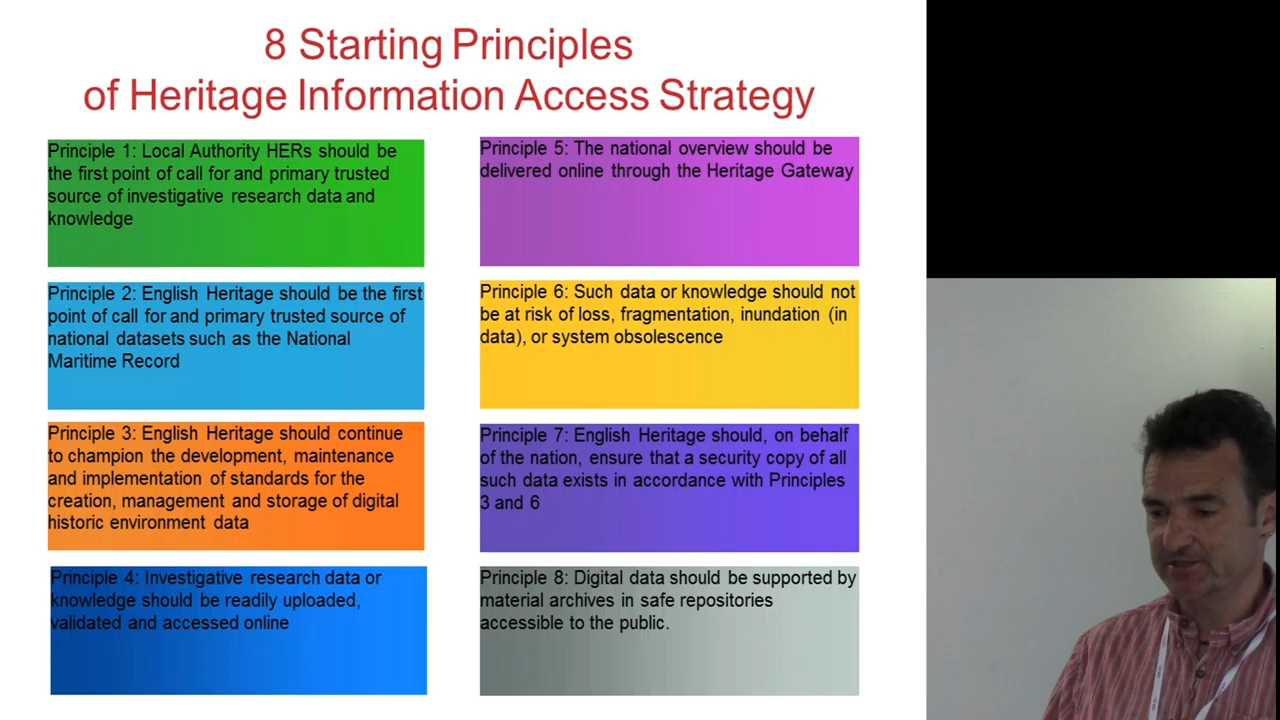 8 Starting Principles
of Heritage Information Access Strategy
Principle 1: Local Authority HERs should be
the first point of call for and primary trusted
source of investigative research data and
knowledge
Principle 2: English Heritage should be the first
point of call for and primary trusted source of
national datasets such as the National
Maritime Record
Principle 3: English Heritage should continue
to champion the development, maintenance
and implementation of standards for the
creation, management and storage of digital
historic environment data
Principle 4: Investigative research data or
knowledge should be readily uploaded,
validated and accessed online
Principle 5: The national overview should be
delivered online through the Heritage Gateway
Principle 6: Such data or knowledge should not
be at risk of loss, fragmentation, inundation (in
data), or system obsolescence
Principle 7: English Heritage should, on behalf
of the nation, ensure that a security copy of all
such data exists in accordance with Principles
3 and 6
Principle 8: Digital data should be supported by
material archives in safe repositories
accessible to the public.